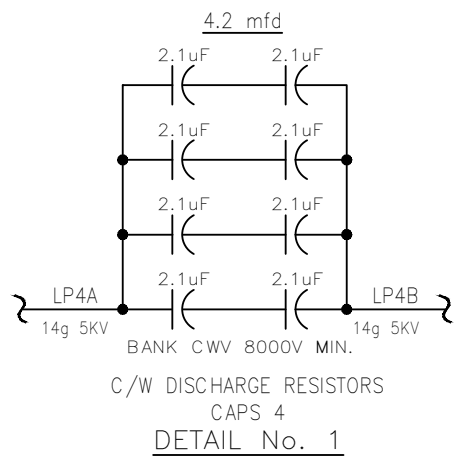 4.2 mfd
2.1uF 2.1uF
2.1uF 2.1uF
2.1uF 2.1uF
2.1uF 2.1uF
LP4A LP4B
14g 5KV 14g 5KV
BANK CWV 8000V MIN.
C/W DISCHARGE RESISTORS
CAPS 4
DETAIL No. 1